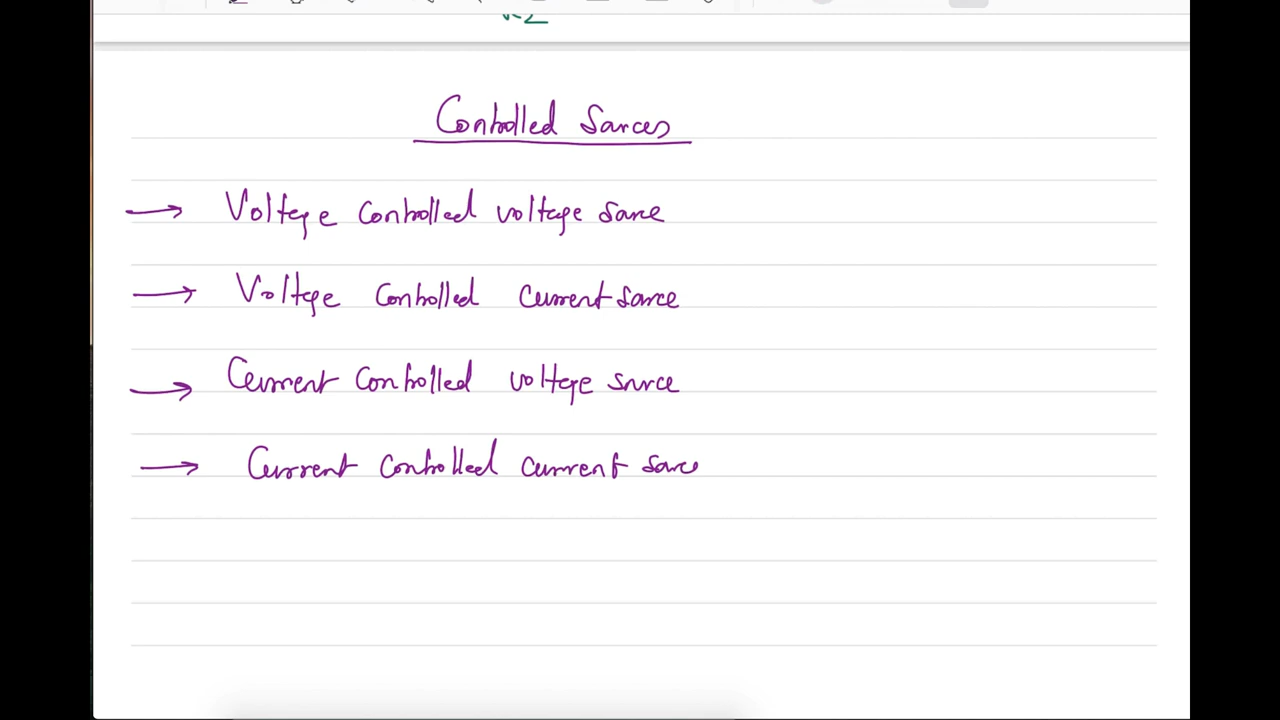 Controlled Sources
→ Voltage Controlled voltage source
→ Voltage Controlled current source
→ Current Controlled voltage source
→ Current Controlled current source